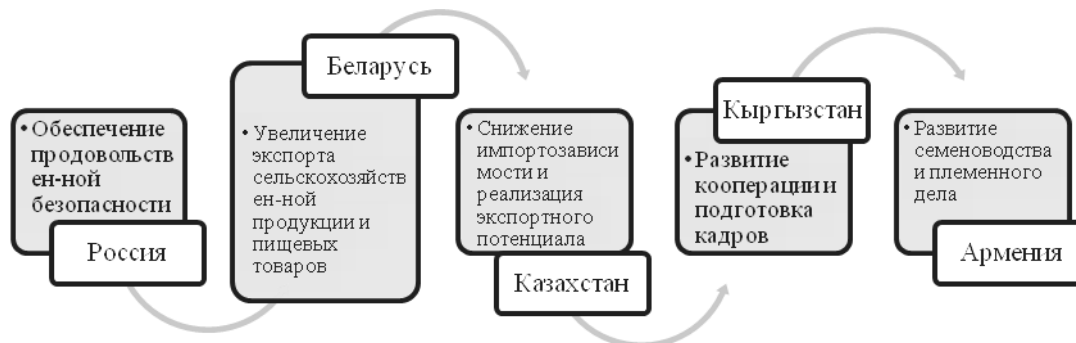 • Обеспечение
продовольств
ен-ной
безопасности
Россия
Беларусь
• Увеличение
экспорта
сельскохозяйств
ен-ной
продукции и
пищевых
товаров
• Снижение
импортозависи
мости и
реализация
экспортного
потенциала
Казахстан
Кыргызстан
• Развитие
кооперации и
подготовка
кадров
• Развитие
семеноводства
и племенного
дела
Армения